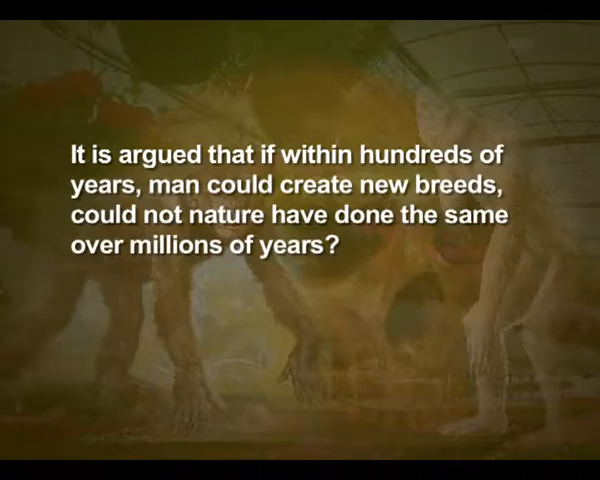 It is argued that if within hundreds of
years, man could create new breeds,
could not nature have done the same
over millions of years?